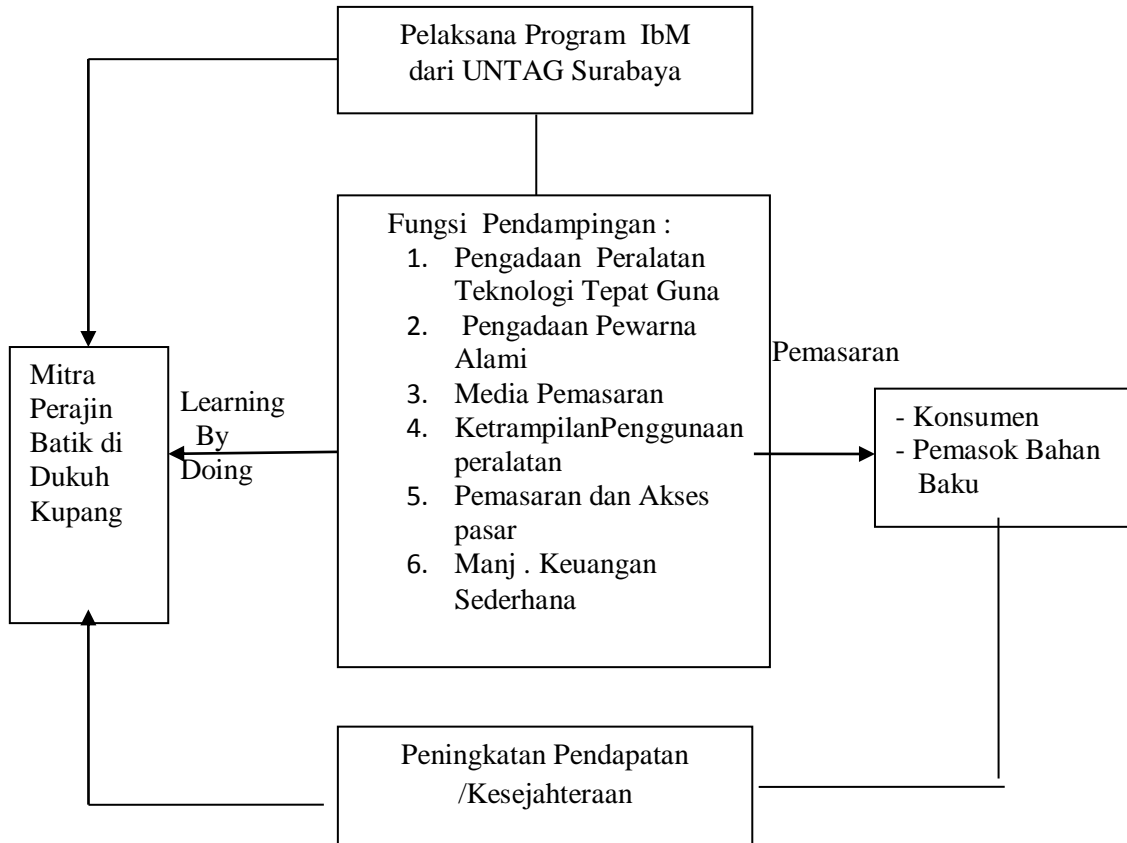 Pelaksana Program IbM
dari UNTAG Surabaya
Fungsi Pendampingan :
1. Pengadaan Peralatan
Teknologi Tepat Guna
2. Pengadaan Pewarna
Alami
3. Media Pemasaran
4. KetrampilanPenggunaan
peralatan
5. Pemasaran dan Akses
pasar
6. Manj . Keuangan
Sederhana
Mitra
Perajin
Batik di
Dukuh
Kupang
Learning
By
Doing
Pemasaran
- Konsumen
- Pemasok Bahan
Baku
Peningkatan Pendapatan
/Kesejahteraan